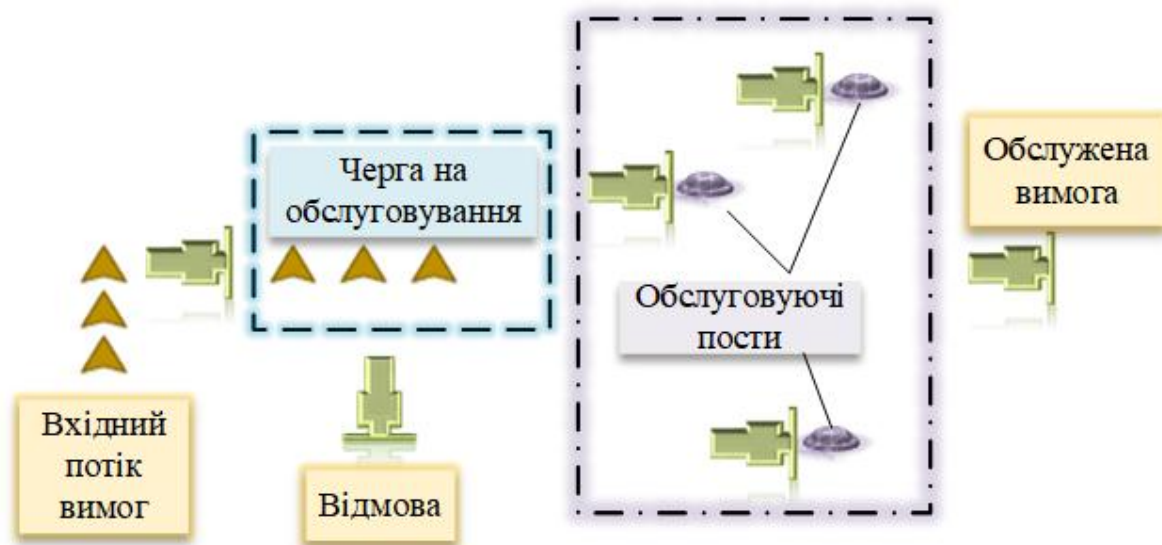 Черга на
обслуговування
Обслужена
вимога
Обслуговуючі
пости
Вхідний
потік
вимог
Відмова